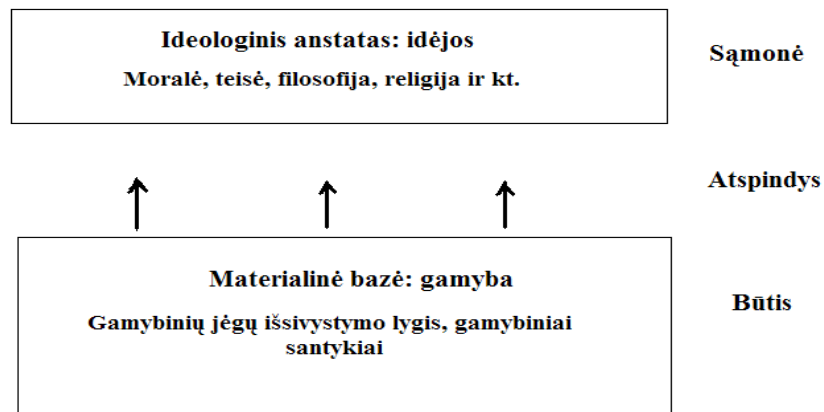 Ideologinis anstatas: idėjos
Moralė, teisė, filosofija, religija ir kt.
Sąmonė
Atspindys
Materialinė bazė: gamyba
Gamybinių jėgų išsivystymo lygis, gamybiniai
santykiai
Būtis